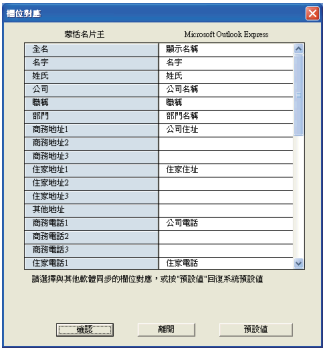 欄位對應
蒙恬名片王 Microsoft Outlook Express
全名 顯示名稱
名字 名字
姓氏 姓氏
公司 公司名稱
職稱 職稱
部門 部門名稱
商務地址1 公司住址
商務地址2
商務地址3
住家地址1 住家住址
住家地址2
住家地址3
其他地址
商務電話1 公司電話
商務電話2
商務電話3
住家電話1 住家電話
請選擇與其他軟體同步的欄位對應，或按"預設值"回復系統預設值
確認 離開 預設值